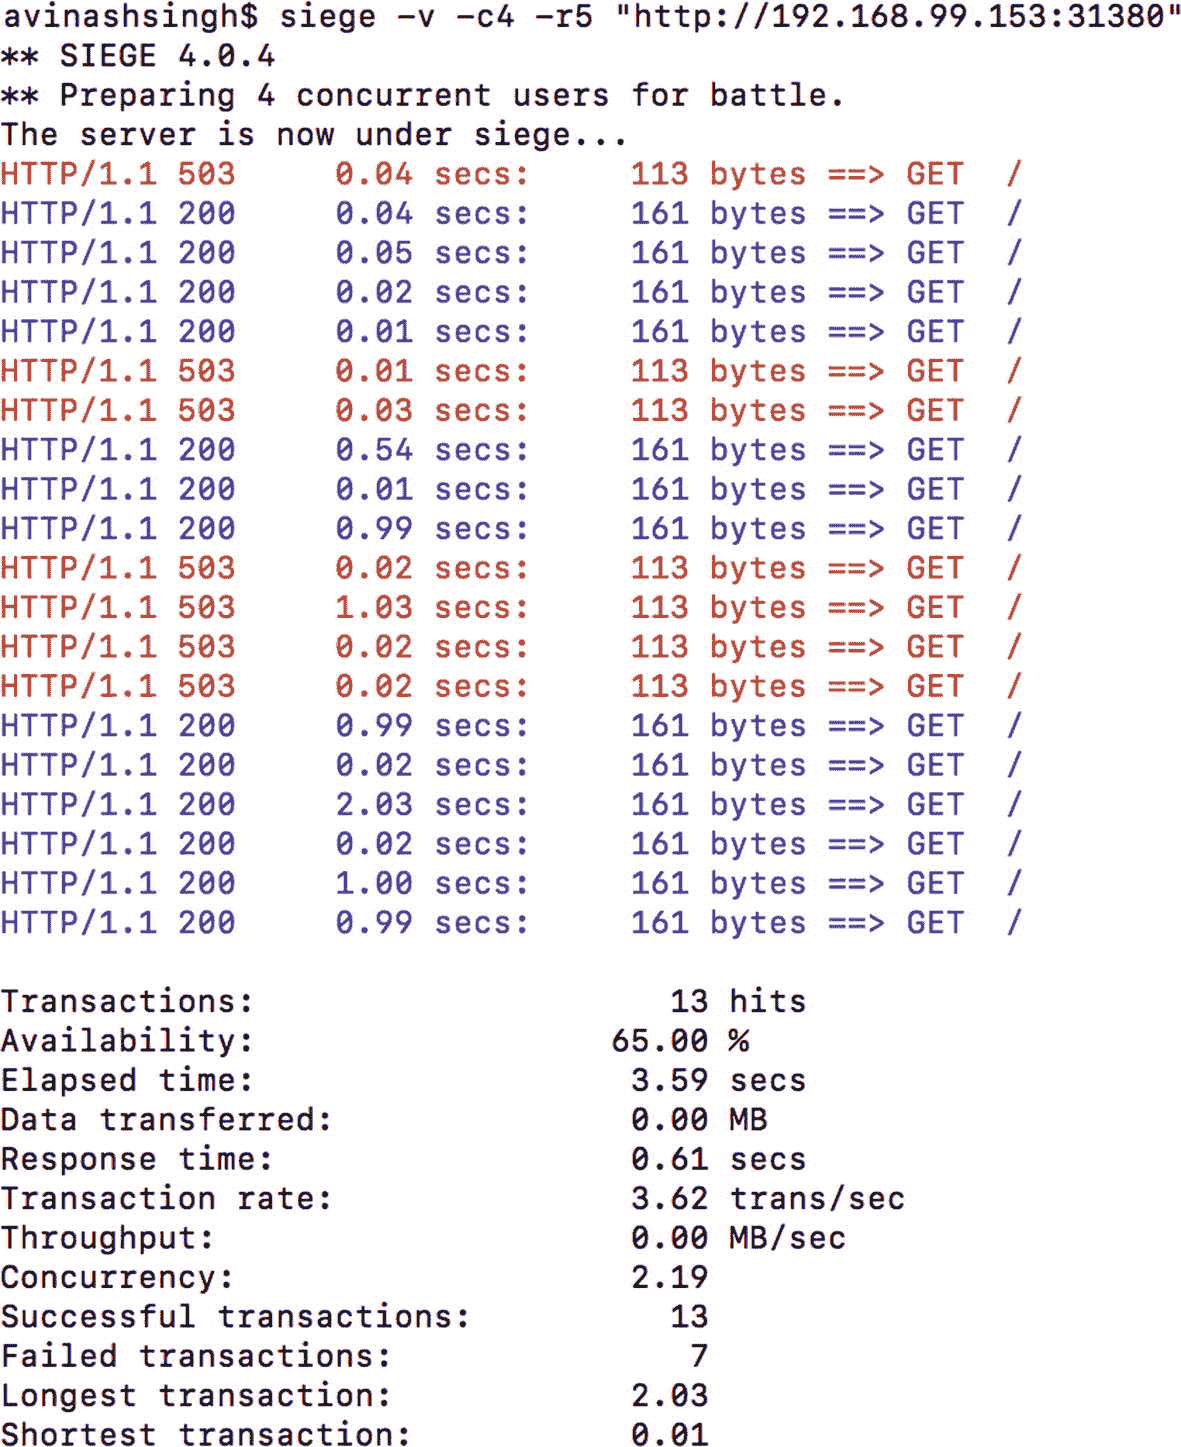 avinashsingh$ siege -v -c4 -r5 "http://192.168.99.153:31380"
** SIEGE 4.0.4
** Preparing 4 concurrent users for battle.
The server is now under siege...
HTTP/1.1 503     0.04 secs:     113 bytes ==> GET  /
HTTP/1.1 200     0.04 secs:     161 bytes ==> GET  /
HTTP/1.1 200     0.05 secs:     161 bytes ==> GET  /
HTTP/1.1 200     0.02 secs:     161 bytes ==> GET  /
HTTP/1.1 200     0.01 secs:     161 bytes ==> GET  /
HTTP/1.1 503     0.01 secs:     113 bytes ==> GET  /
HTTP/1.1 503     0.03 secs:     113 bytes ==> GET  /
HTTP/1.1 200     0.54 secs:     161 bytes ==> GET  /
HTTP/1.1 200     0.01 secs:     161 bytes ==> GET  /
HTTP/1.1 200     0.99 secs:     161 bytes ==> GET  /
HTTP/1.1 503     0.02 secs:     113 bytes ==> GET  /
HTTP/1.1 503     1.03 secs:     113 bytes ==> GET  /
HTTP/1.1 503     0.02 secs:     113 bytes ==> GET  /
HTTP/1.1 503     0.02 secs:     113 bytes ==> GET  /
HTTP/1.1 200     0.99 secs:     161 bytes ==> GET  /
HTTP/1.1 200     0.02 secs:     161 bytes ==> GET  /
HTTP/1.1 200     2.03 secs:     161 bytes ==> GET  /
HTTP/1.1 200     0.02 secs:     161 bytes ==> GET  /
HTTP/1.1 200     1.00 secs:     161 bytes ==> GET  /
HTTP/1.1 200     0.99 secs:     161 bytes ==> GET  /
Transactions:                     13 hits
Availability:                  65.00 %
Elapsed time:                   3.59 secs
Data transferred:               0.00 MB
Response time:                  0.61 secs
Transaction rate:               3.62 trans/sec
Throughput:                     0.00 MB/sec
Concurrency:                    2.19
Successful transactions:          13
Failed transactions:               7
Longest transaction:            2.03
Shortest transaction:           0.01